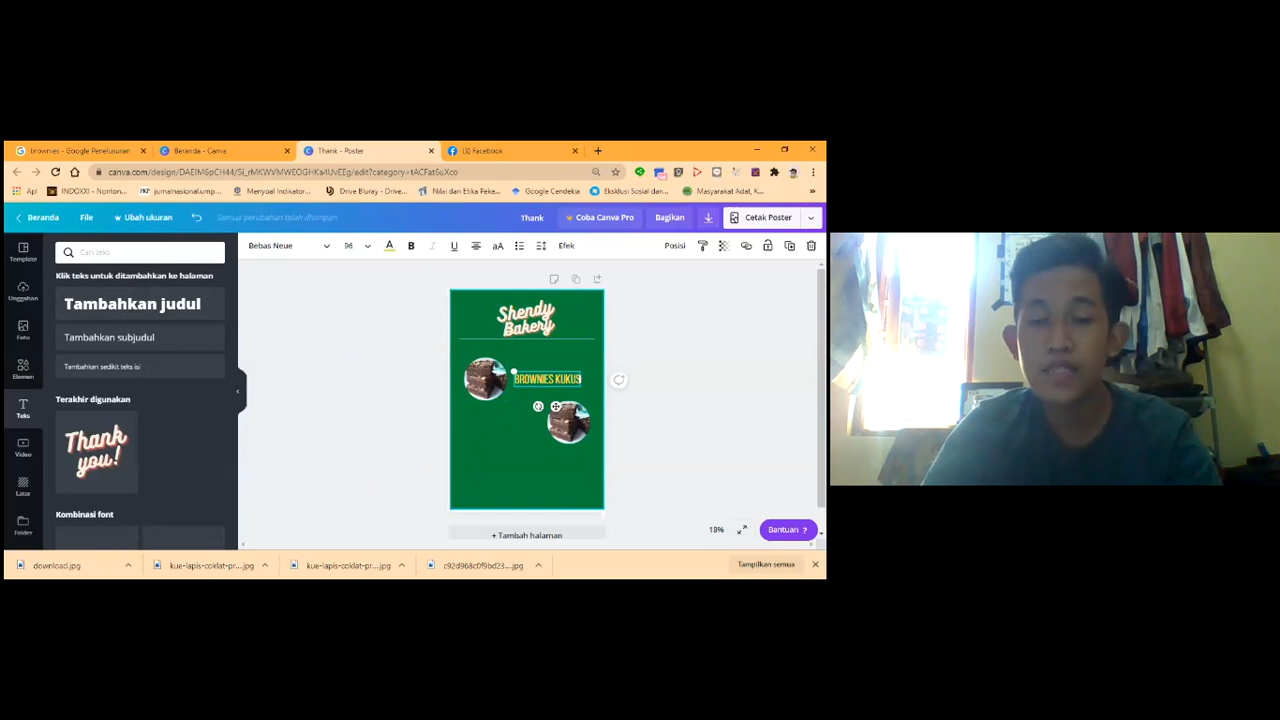 brownies - Google Penelusuran
Beranda - Canva
Thank - Poster
(3) Facebook
canva.com/design/
edit?category=tACFat6uXco
INDOXXI - Nonton...
jurnalnasional.ump...
Menyoal Indikator...
Drive Bluray - Drive...
Nilai dan Etika Peke...
Google Cendekia
Eksklusi Sosial dan...
Masyarakat Adat, K...
Beranda
File
Ubah ukuran
Semua perubahan telah disimpan
Thank
Coba Canva Pro
Bagikan
Cetak Poster
Template
Unggahan
Foto
Elemen
Teks
Video
Latar
Folder
Cari teks
Klik teks untuk ditambahkan ke halaman
Tambahkan judul
Tambahkan subjudul
Tambahkan sedikit teks isi
Terakhir digunakan
Thank
you!
Kombinasi font
Bebas Neue
96
B
I
U
aA
Efek
Posisi
Shendy
Bakery
BROWNIES KUKUS
+ Tambah halaman
18%
Bantuan ?
download.jpg
kue-lapis-coklat-pr....jpg
kue-lapis-coklat-pr....jpg
c92d968c0f9bd23....jpg
Tampilkan semua